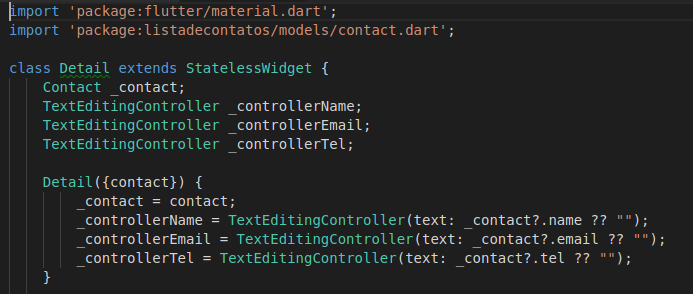 import 'package:flutter/material.dart';
import 'package:listadecontatos/models/contact.dart';
class Detail extends StatelessWidget {
Contact _contact;
TextEditingController _controllerName;
TextEditingController _controllerEmail;
TextEditingController _controllerTel;
Detail({contact}) {
_contact = contact;
_controllerName = TextEditingController(text: _contact?.name ?? "");
_controllerEmail = TextEditingController(text: _contact?.email ?? "");
_controllerTel = TextEditingController(text: _contact?.tel ?? "");
}